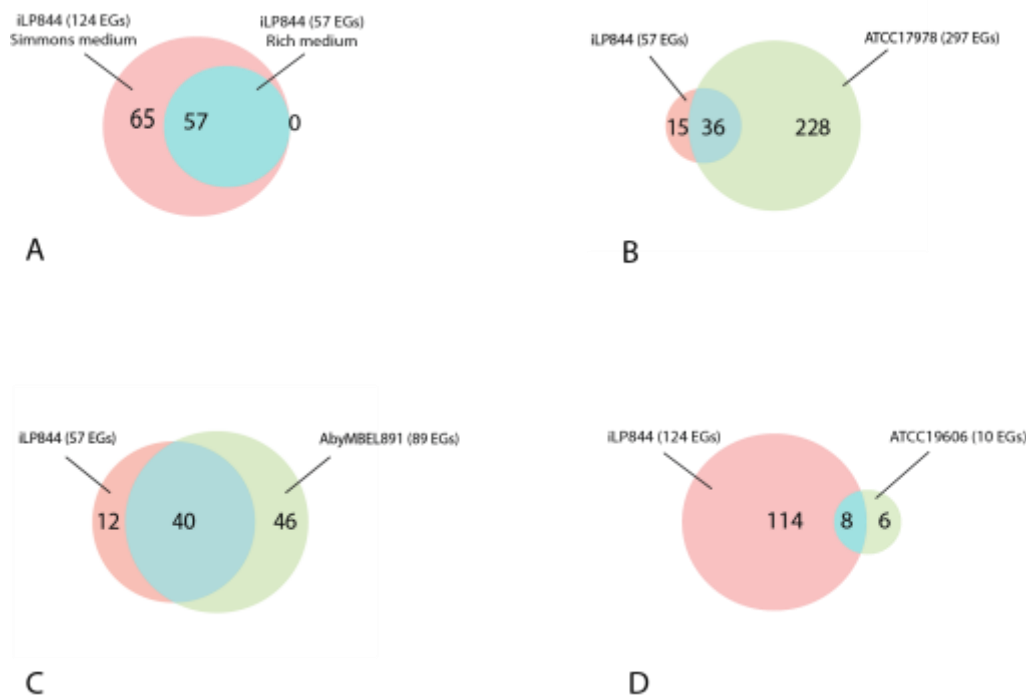 iLP844 (124 EGs)
Simmons medium
iLP844 (57 EGs)
Rich medium
65
57
0
A
iLP844 (57 EGs)
ATCC17978 (297 EGs)
15
36
228
B
iLP844 (57 EGs)
AbyMBEL891 (89 EGs)
12
40
46
C
iLP844 (124 EGs)
ATCC19606 (10 EGs)
114
8
6
D